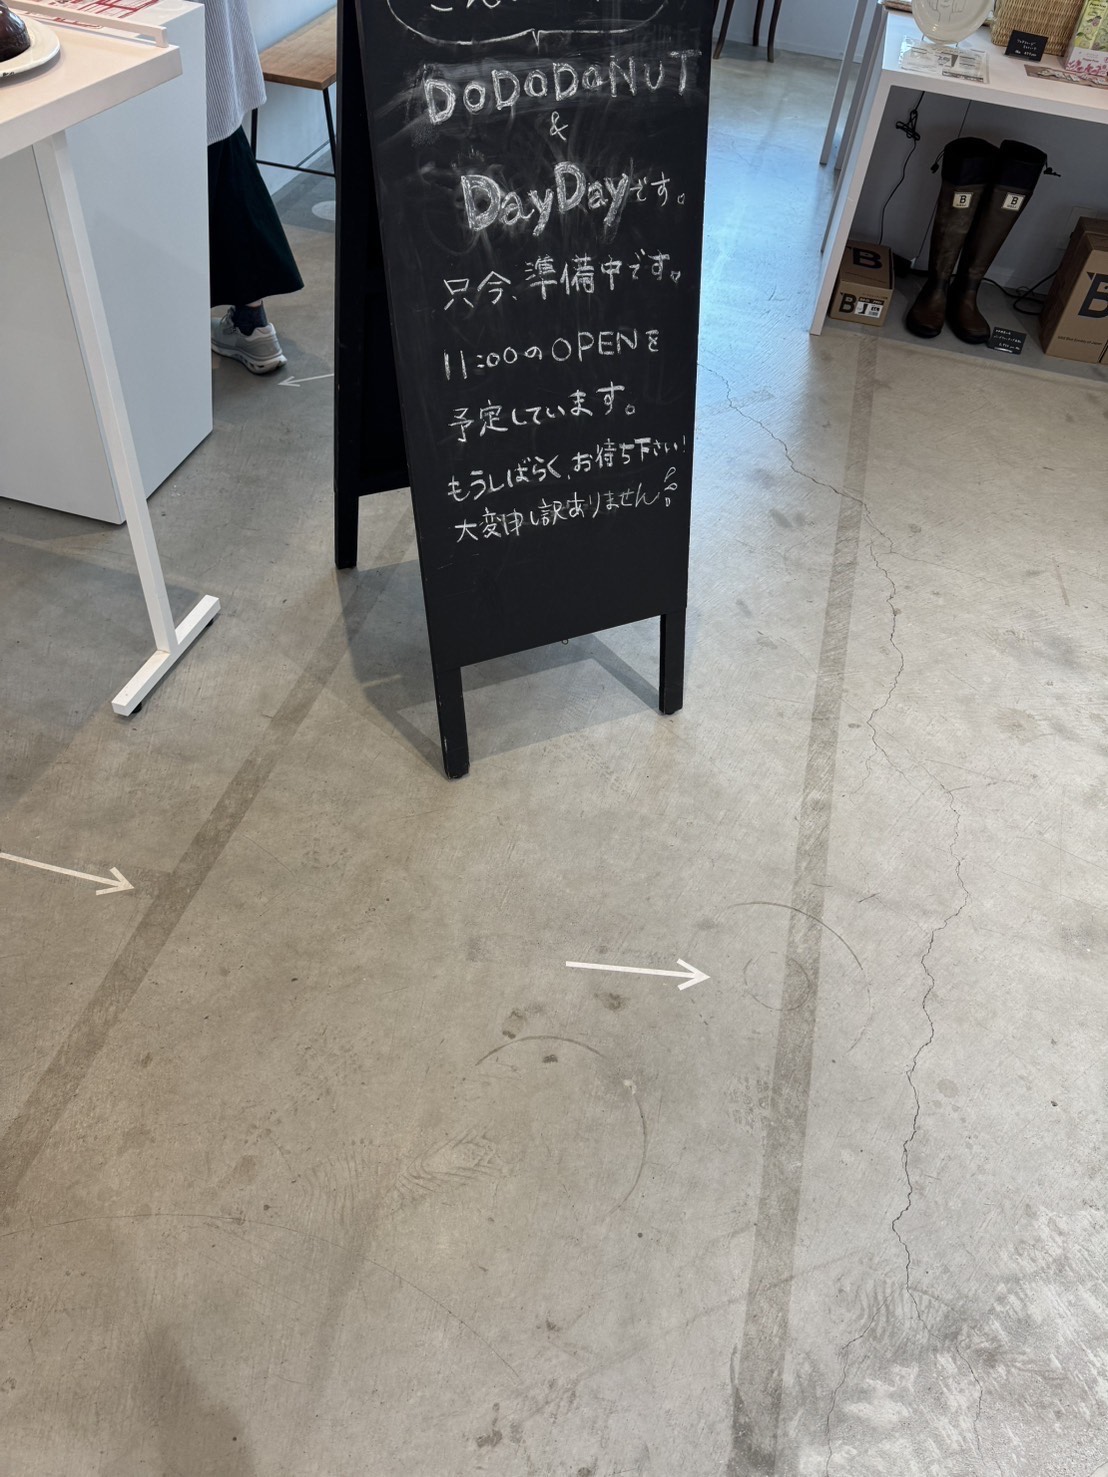 DODODONUT
&
DayDayです。
只今、準備中です。
11:00のOPENを
予定しています。
もうしばらく、お待ち下さい!
大変申し訳ありません
B
B
B
B